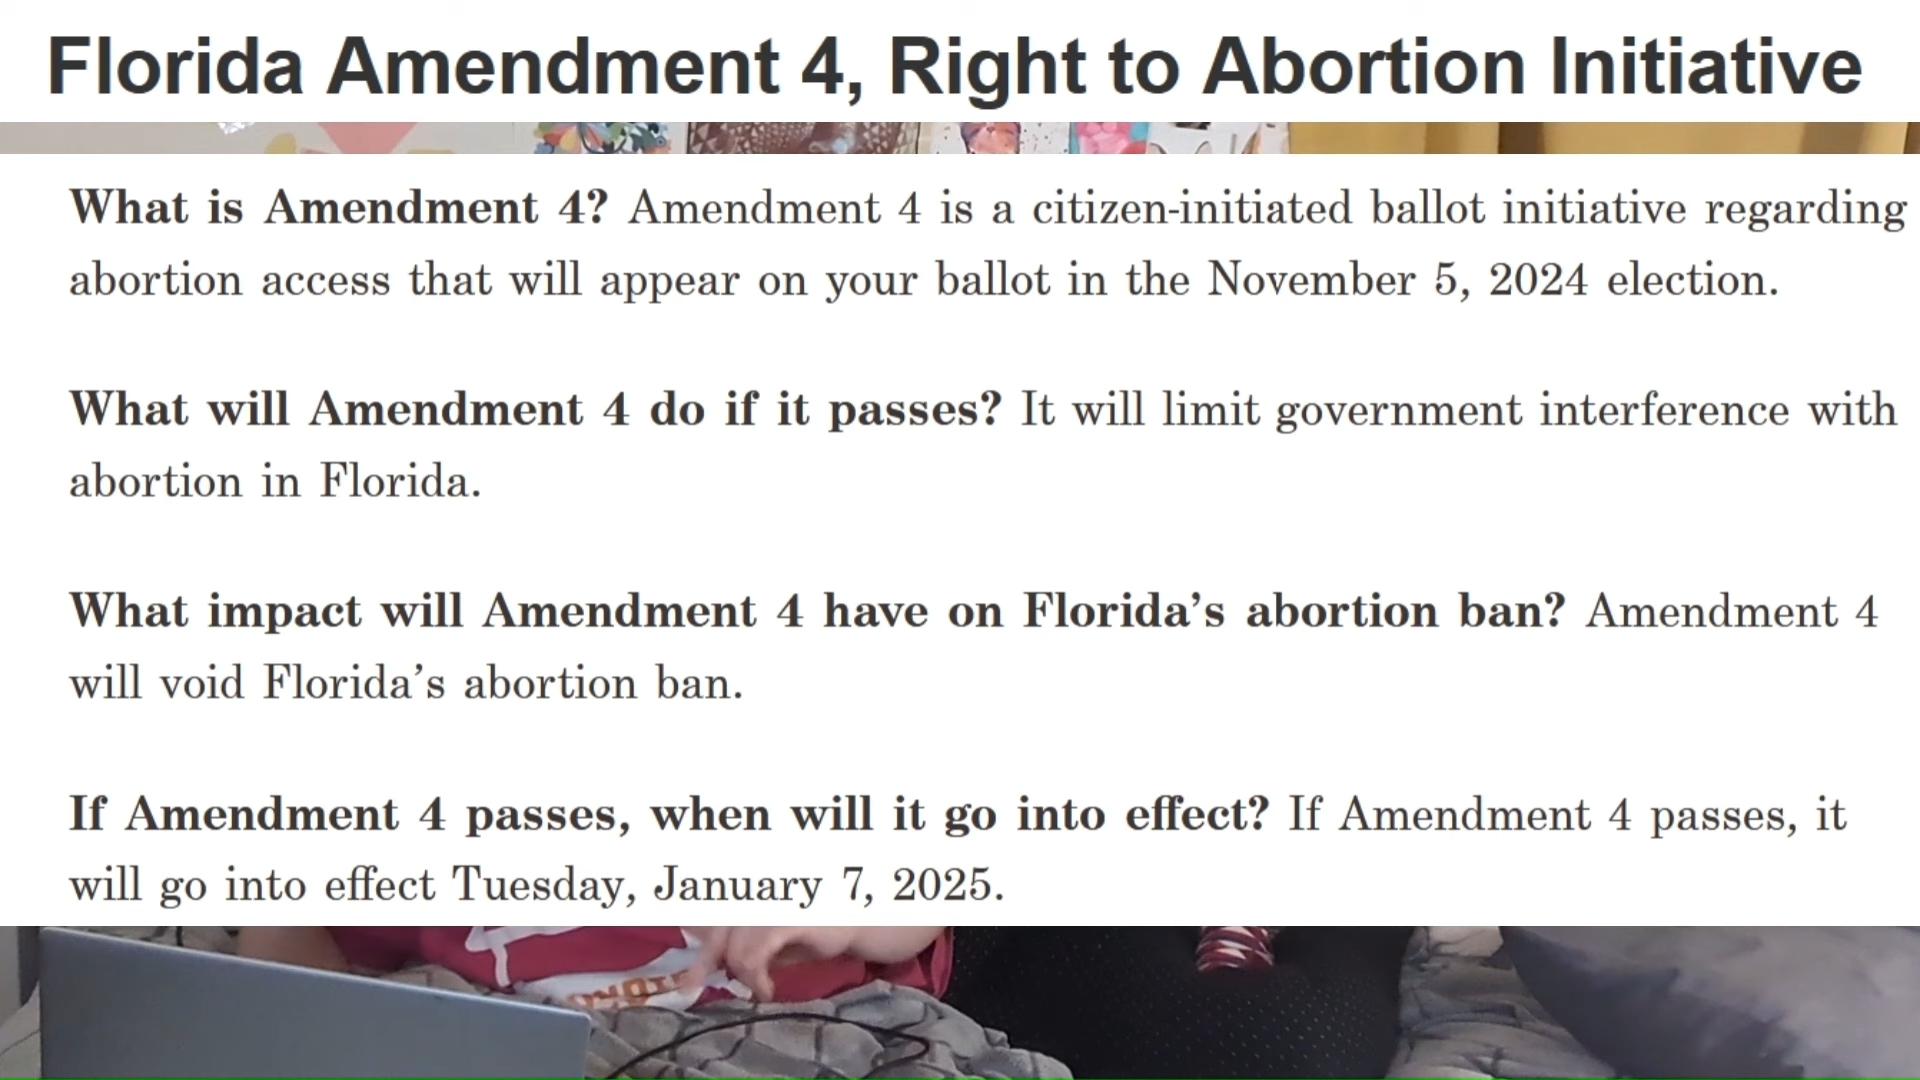 Florida Amendment 4, Right to Abortion Initiative
What is Amendment 4? Amendment 4 is a citizen-initiated ballot initiative regarding
abortion access that will appear on your ballot in the November 5, 2024 election.
What will Amendment 4 do if it passes? It will limit government interference with
abortion in Florida.
What impact will Amendment 4 have on Florida’s abortion ban? Amendment 4
will void Florida’s abortion ban.
If Amendment 4 passes, when will it go into effect? If Amendment 4 passes, it
will go into effect Tuesday, January 7, 2025.